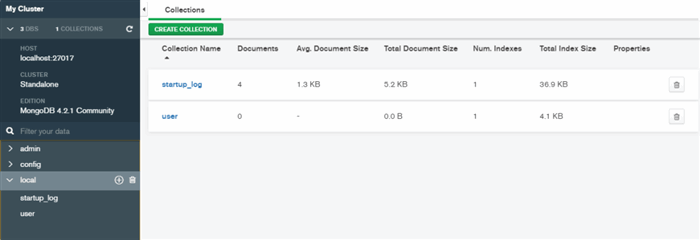 My Cluster
3 DBS 1 COLLECTIONS
HOST
localhost:27017
CLUSTER
Standalone
EDITION
MongoDB 4.2.1 Community
Filter your data
admin
config
local
startup_log
user
Collections
CREATE COLLECTION
Collection Name Documents Avg. Document Size Total Document Size Num. Indexes Total Index Size Properties
startup_log 4 1.3 KB 5.2 KB 1 36.9 KB
user 0 - 0.0 B 1 4.1 KB